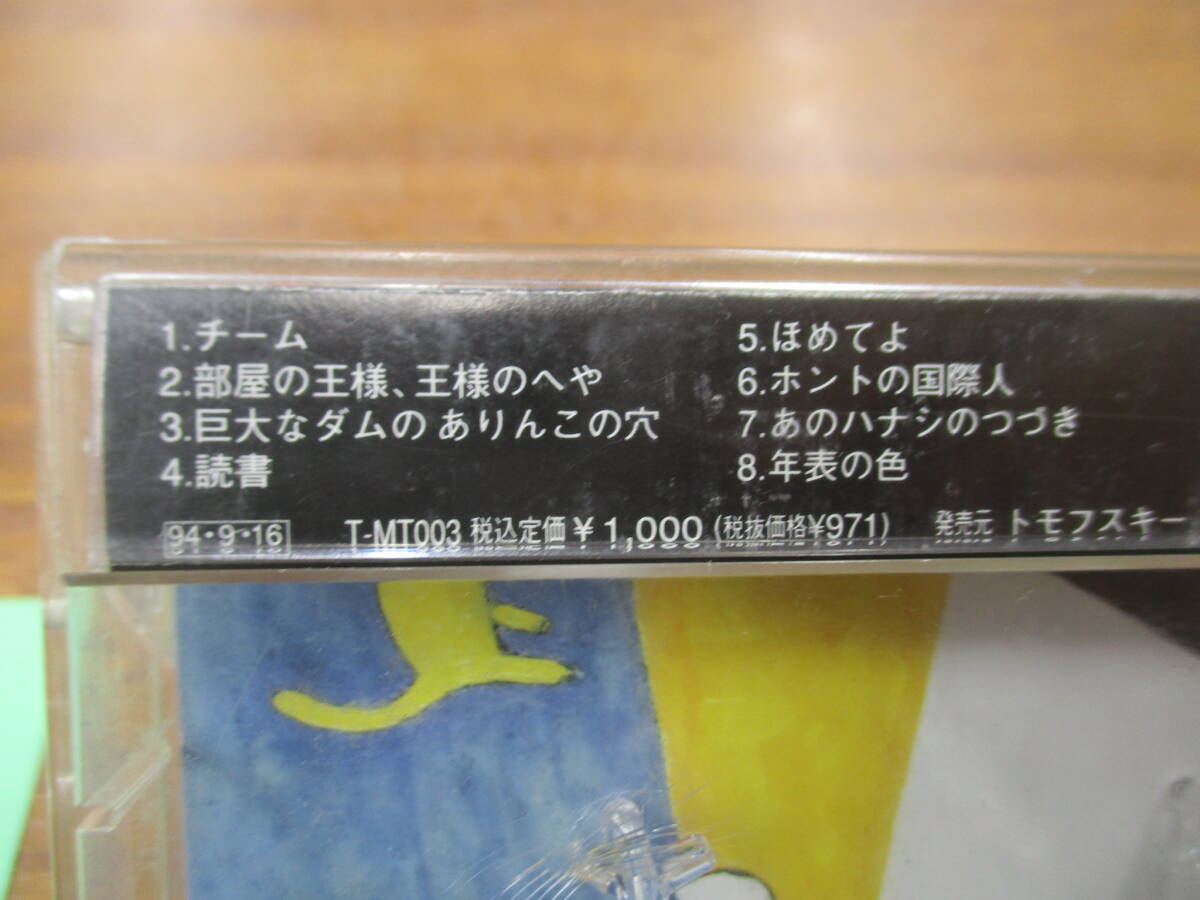 1.チーム
2.部屋の王様、王様のへや
3.巨大なダムの ありんこの穴
4.読書
5.ほめてよ
6.ホントの国際人
7.あのハナシのつづき
8.年表の色
94・9・16 T-MT003 税込定価￥1,000 (税抜価格¥971) 発売元 トモフスキー